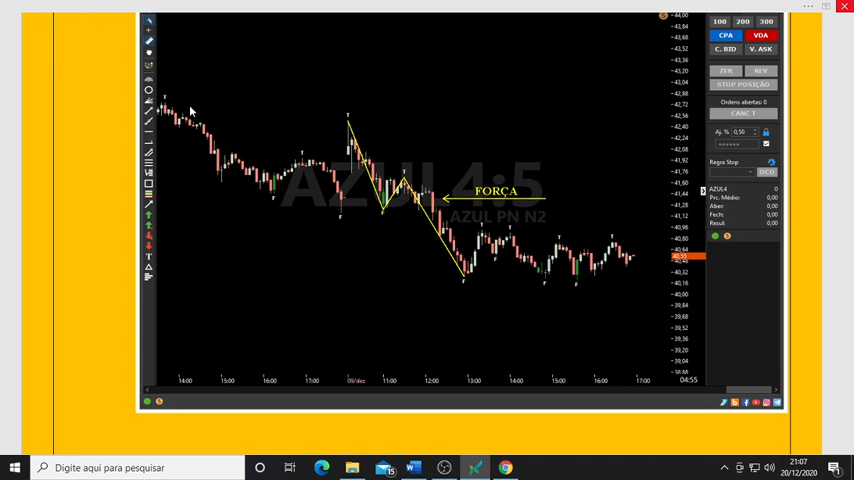 44,00
43,84
43,68
43,52
43,36
43,20
43,04
42,88
42,72
42,56
42,40
42,24
42,08
41,92
41,76
41,60
41,44
41,28
41,12
40,96
40,80
40,64
40,55
40,48
40,32
40,16
40,00
39,84
39,68
39,52
39,36
39,20
39,04
38,88
AZUL4:5
AZUL PN N2
FORÇA
T
T
T
T
T
T
T
T
F
F
F
F
F
F
F
14:00
15:00
16:00
17:00
09/dez
11:00
12:00
13:00
14:00
15:00
16:00
17:00
04:55
100 200 300
CPA VDA
C. BID V. ASK
ZER REV
STOP POSIÇÃO
Ordens abertas: 0
CANC T
Aj. % 0,50
Regra Stop
OCO
AZUL4 0
Prc. Médio: 0,00
Aber: 0,00
Fech: 0,00
Resul: 0,00
Digite aqui para pesquisar
15
21:07
20/12/2020
1